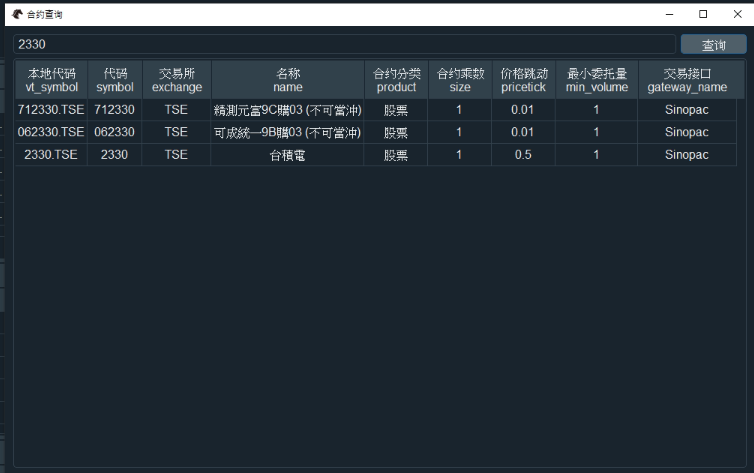 合约查询
2330 查询
本地代码 代码 交易所 名称 合约分类 合约乘数 价格跳动 最小委托量 交易接口
vt_symbol symbol exchange name product size pricetick min_volume gateway_name
712330.TSE 712330 TSE 精測元富9C購03 (不可當沖) 股票 1 0.01 1 Sinopac
062330.TSE 062330 TSE 可成統一9B購03 (不可當沖) 股票 1 0.01 1 Sinopac
2330.TSE 2330 TSE 台積電 股票 1 0.5 1 Sinopac